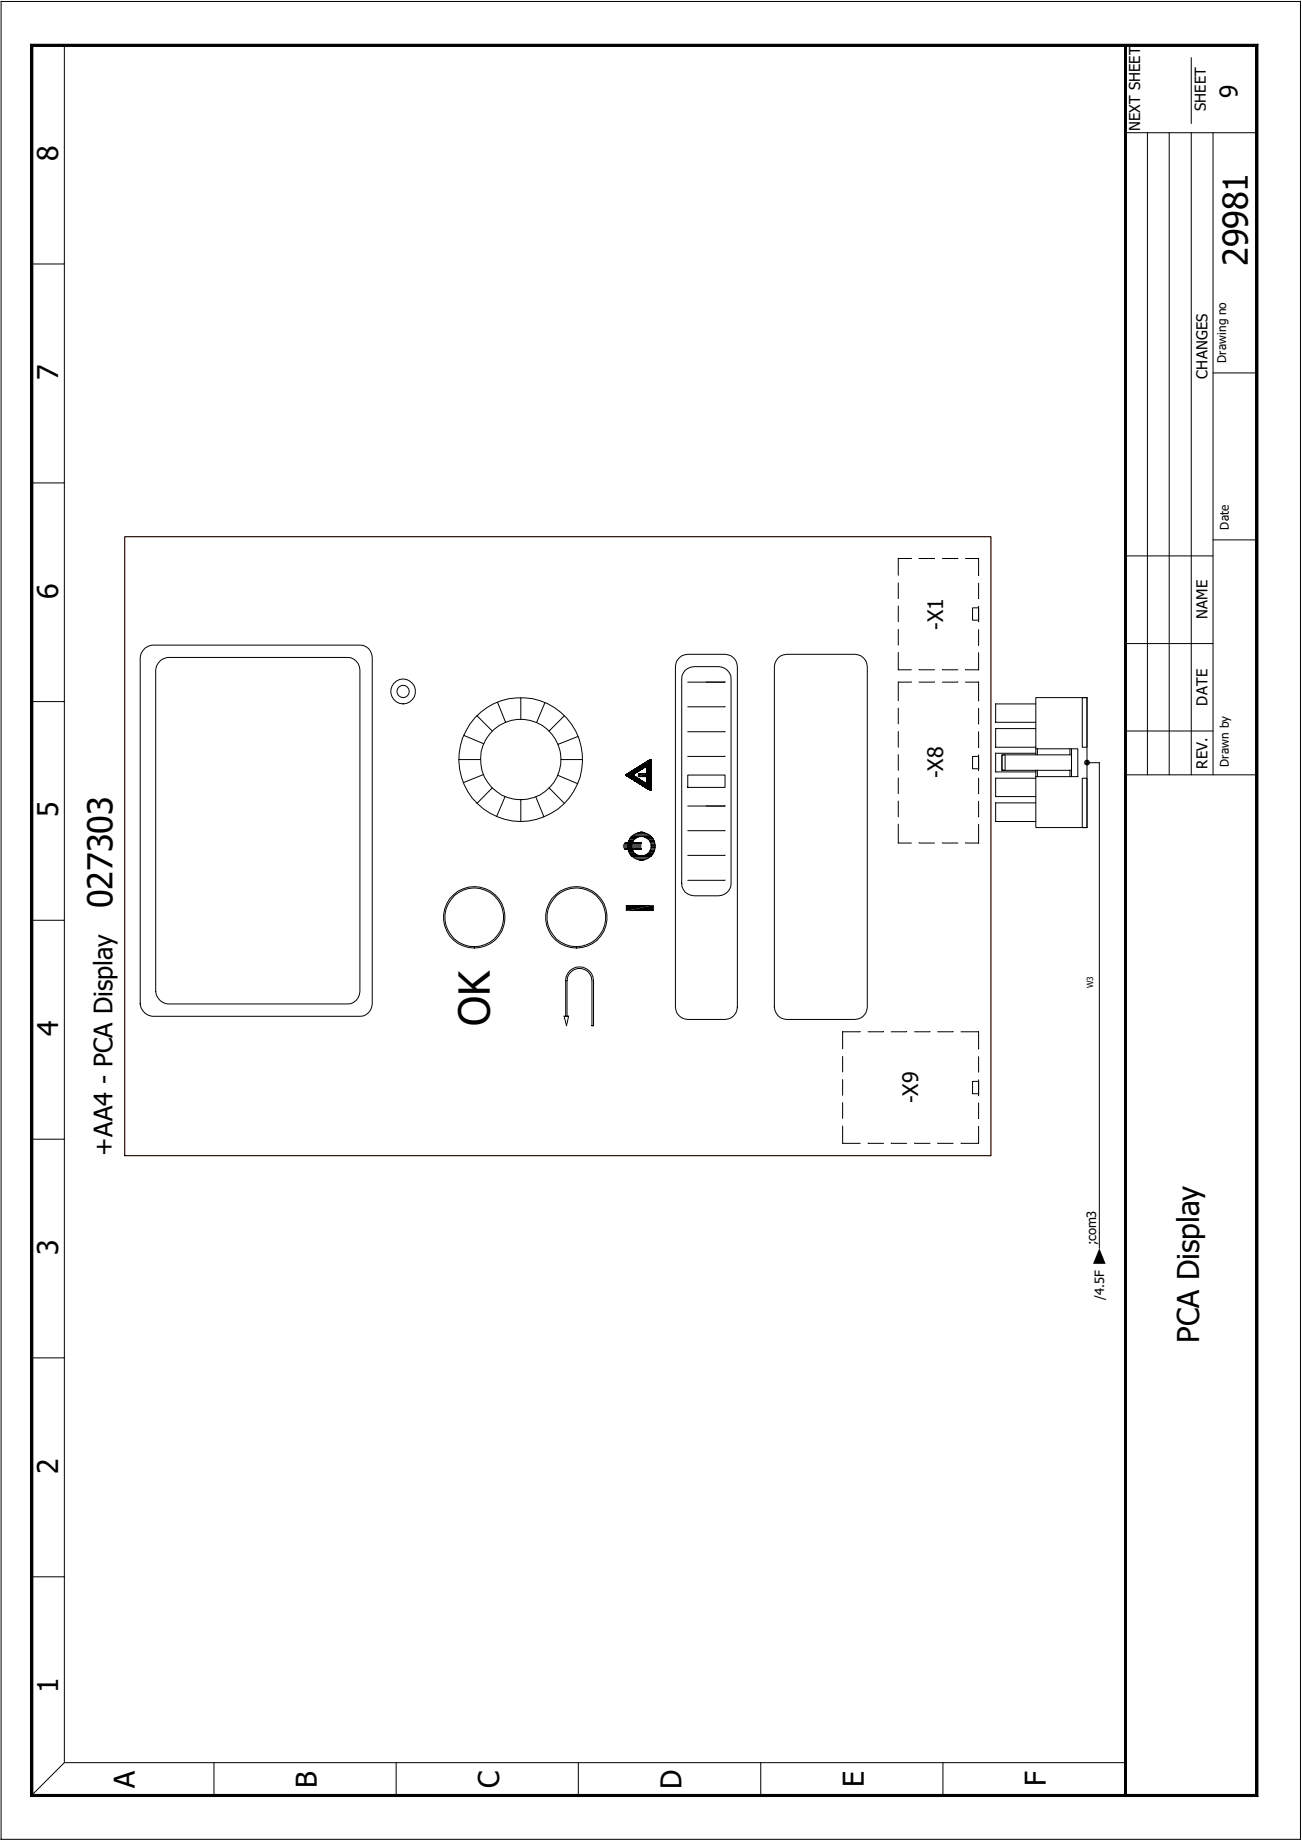 1 2 3 4 5 6 7 8
A
B
C
D
E
F
+AA4 - PCA Display 027303
OK
-X9
-X8
-X1
W3
/4.5F
;com3
PCA Display
REV.
DATE
NAME
CHANGES
NEXT SHEET
SHEET
9
Drawn by
Date
Drawing no
29981